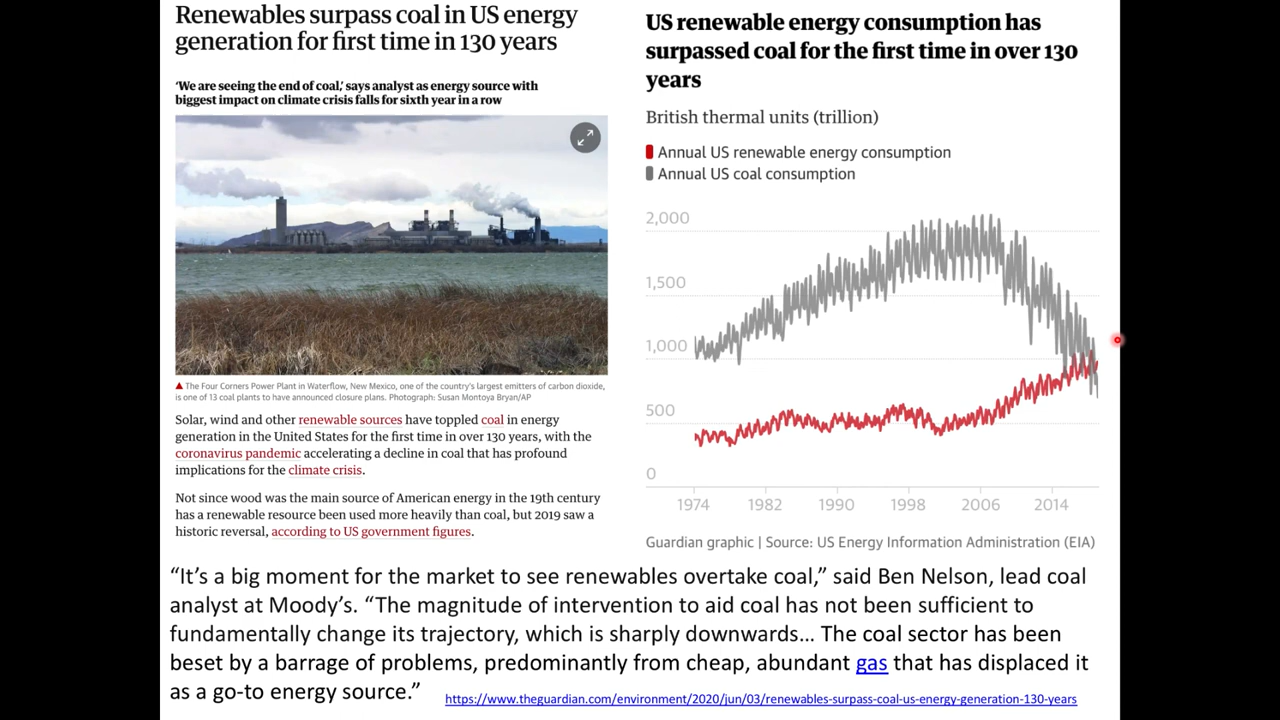 Renewables surpass coal in US energy
generation for first time in 130 years
‘We are seeing the end of coal,’ says analyst as energy source with
biggest impact on climate crisis falls for sixth year in a row
▲ The Four Corners Power Plant in Waterflow, New Mexico, one of the country’s largest emitters of carbon dioxide,
is one of 13 coal plants to have announced closure plans. Photograph: Susan Montoya Bryan/AP
Solar, wind and other renewable sources have toppled coal in energy
generation in the United States for the first time in over 130 years, with the
coronavirus pandemic accelerating a decline in coal that has profound
implications for the climate crisis.
Not since wood was the main source of American energy in the 19th century
has a renewable resource been used more heavily than coal, but 2019 saw a
historic reversal, according to US government figures.
US renewable energy consumption has
surpassed coal for the first time in over 130
years
British thermal units (trillion)
Annual US renewable energy consumption
Annual US coal consumption
2,000
1,500
1,000
500
0
1974 1982 1990 1998 2006 2014
Guardian graphic | Source: US Energy Information Administration (EIA)
“It’s a big moment for the market to see renewables overtake coal,” said Ben Nelson, lead coal
analyst at Moody’s. “The magnitude of intervention to aid coal has not been sufficient to
fundamentally change its trajectory, which is sharply downwards... The coal sector has been
beset by a barrage of problems, predominantly from cheap, abundant gas that has displaced it
as a go-to energy source.”
https://www.theguardian.com/environment/2020/jun/03/renewables-surpass-coal-us-energy-generation-130-years